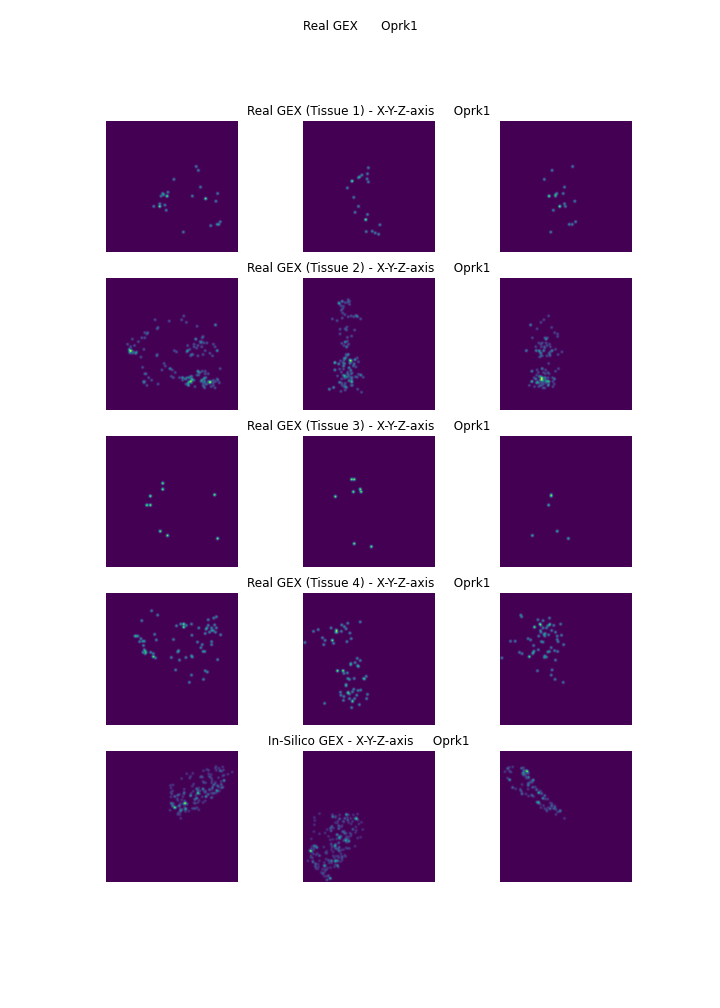 Real GEX Oprk1
Real GEX (Tissue 1) - X-Y-Z-axis Oprk1
Real GEX (Tissue 2) - X-Y-Z-axis Oprk1
Real GEX (Tissue 3) - X-Y-Z-axis Oprk1
Real GEX (Tissue 4) - X-Y-Z-axis Oprk1
In-Silico GEX - X-Y-Z-axis Oprk1